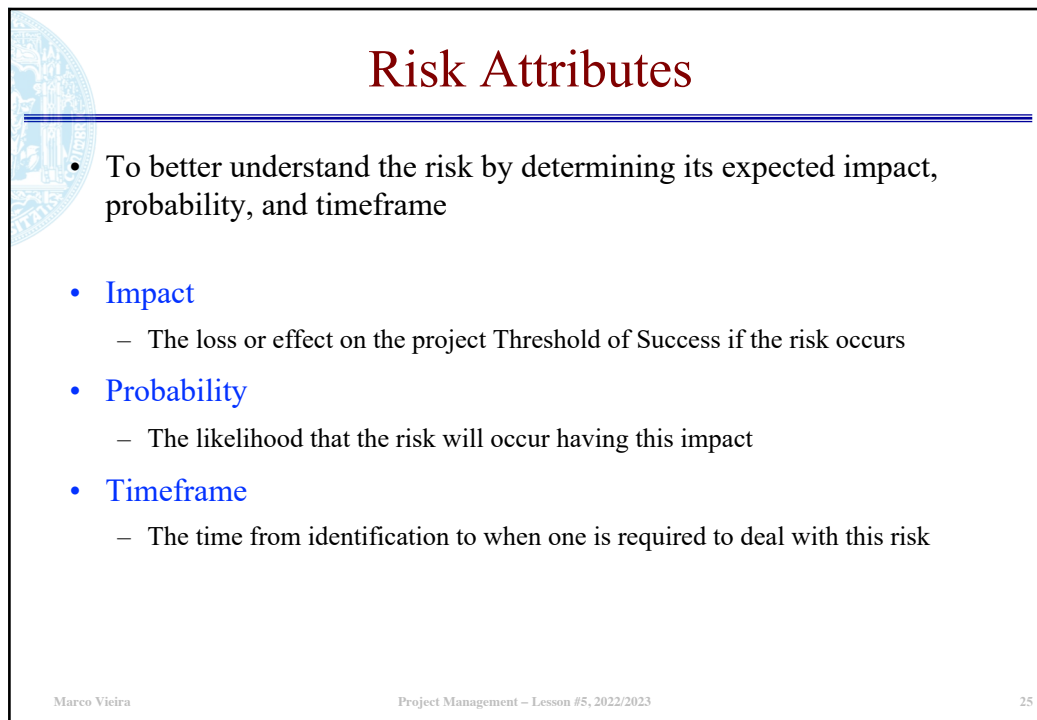 Risk Attributes
• To better understand the risk by determining its expected impact,
probability, and timeframe
• Impact
– The loss or effect on the project Threshold of Success if the risk occurs
• Probability
– The likelihood that the risk will occur having this impact
• Timeframe
– The time from identification to when one is required to deal with this risk
Marco Vieira Project Management – Lesson #5, 2022/2023 25